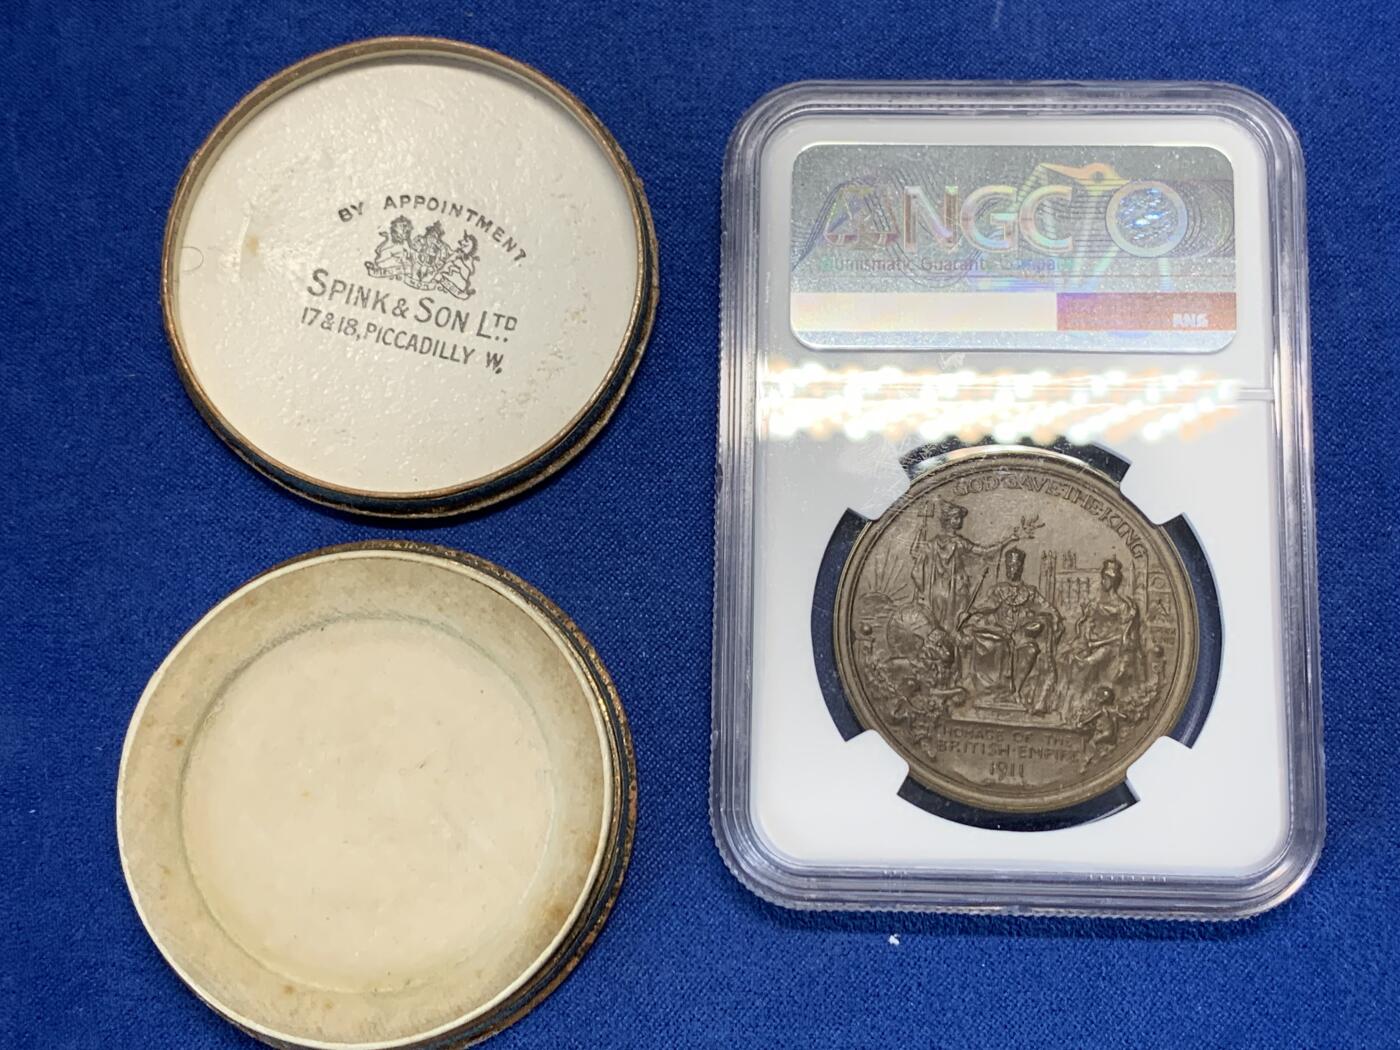 BY APPOINTMENT.
SPINK & SON LTD.
17 & 18, PICCADILLY W.
NGC
Numismatic Guaranty Company
GOD·SAVE·THE·KING
HOMAGE OF THE
BRITISH·EMPIRE
1911